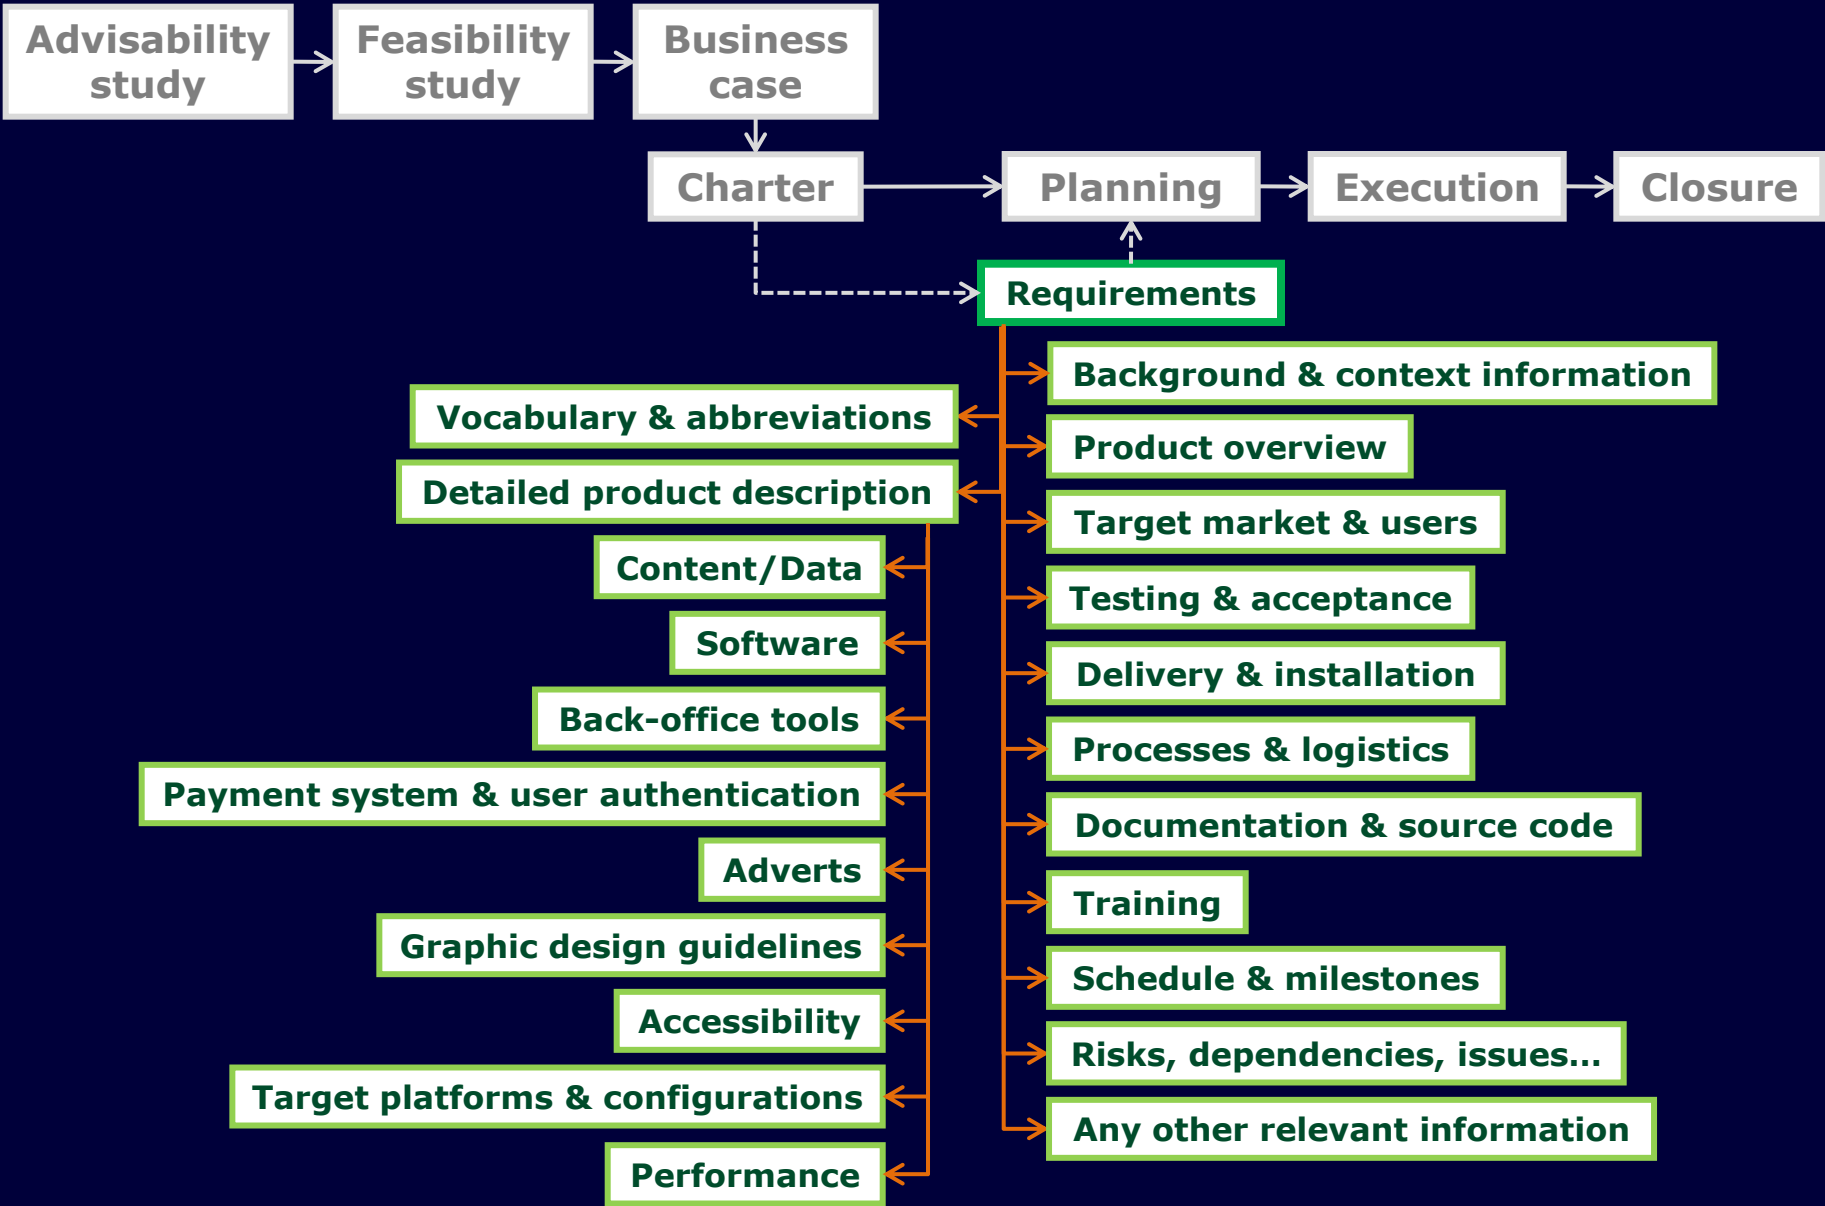 Advisability
study
Feasibility
study
Business
case
Charter
Planning
Execution
Closure
Requirements
Background & context information
Vocabulary & abbreviations
Product overview
Detailed product description
Target market & users
Content/Data
Testing & acceptance
Software
Delivery & installation
Back-office tools
Processes & logistics
Payment system & user authentication
Documentation & source code
Adverts
Training
Graphic design guidelines
Schedule & milestones
Accessibility
Risks, dependencies, issues...
Target platforms & configurations
Any other relevant information
Performance